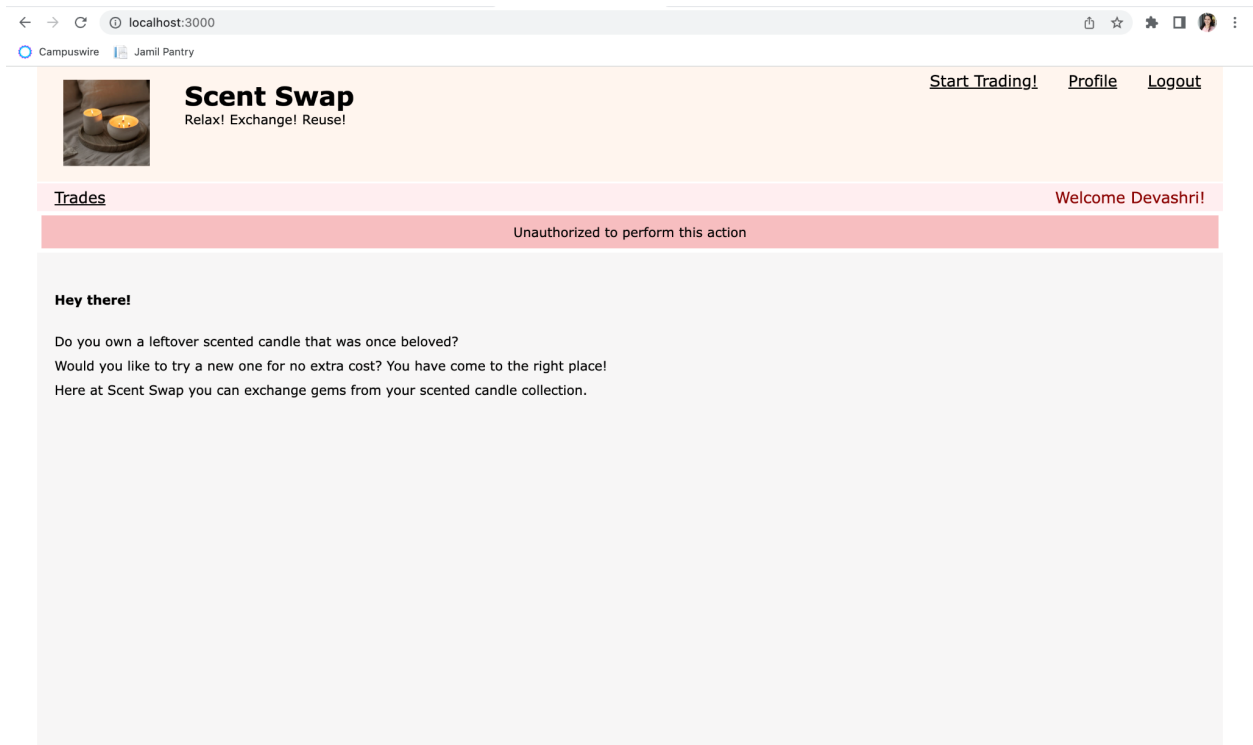 localhost:3000
Campuswire Jamil Pantry
Start Trading! Profile Logout
Scent Swap
Relax! Exchange! Reuse!
Trades Welcome Devashri!
Unauthorized to perform this action
Hey there!
Do you own a leftover scented candle that was once beloved?
Would you like to try a new one for no extra cost? You have come to the right place!
Here at Scent Swap you can exchange gems from your scented candle collection.